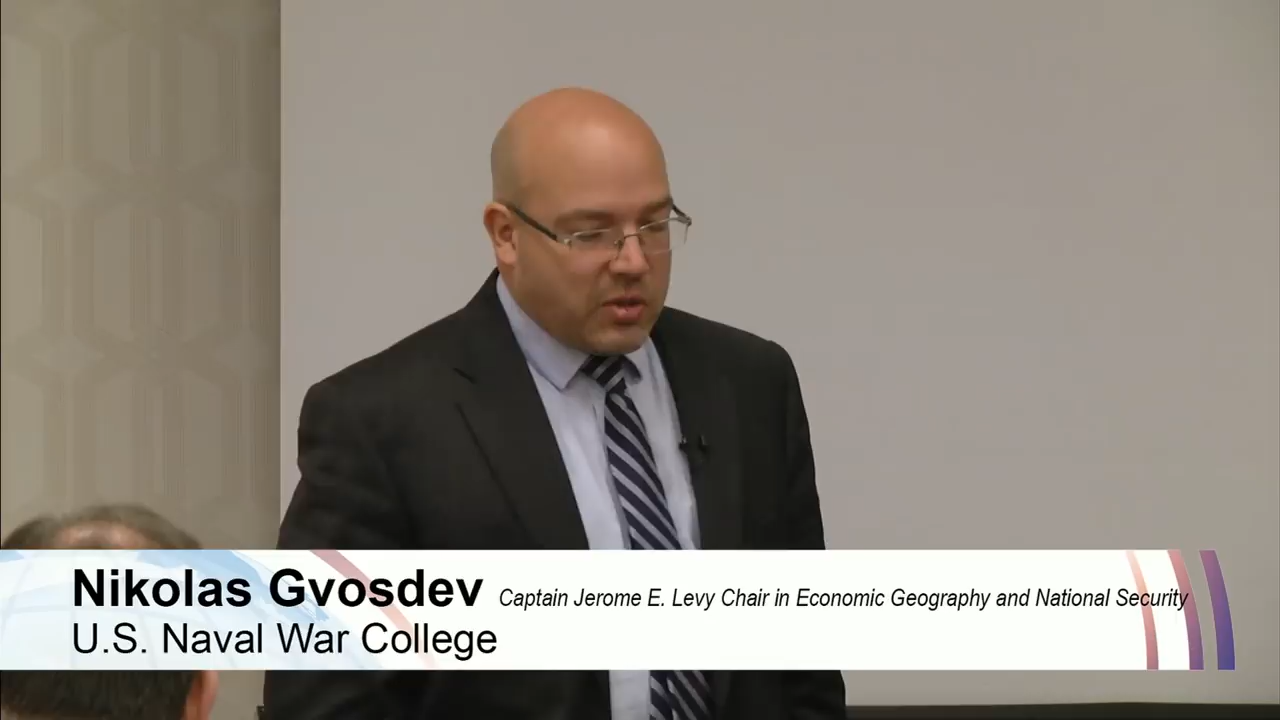 Nikolas Gvosdev Captain Jerome E. Levy Chair in Economic Geography and National Security
U.S. Naval War College